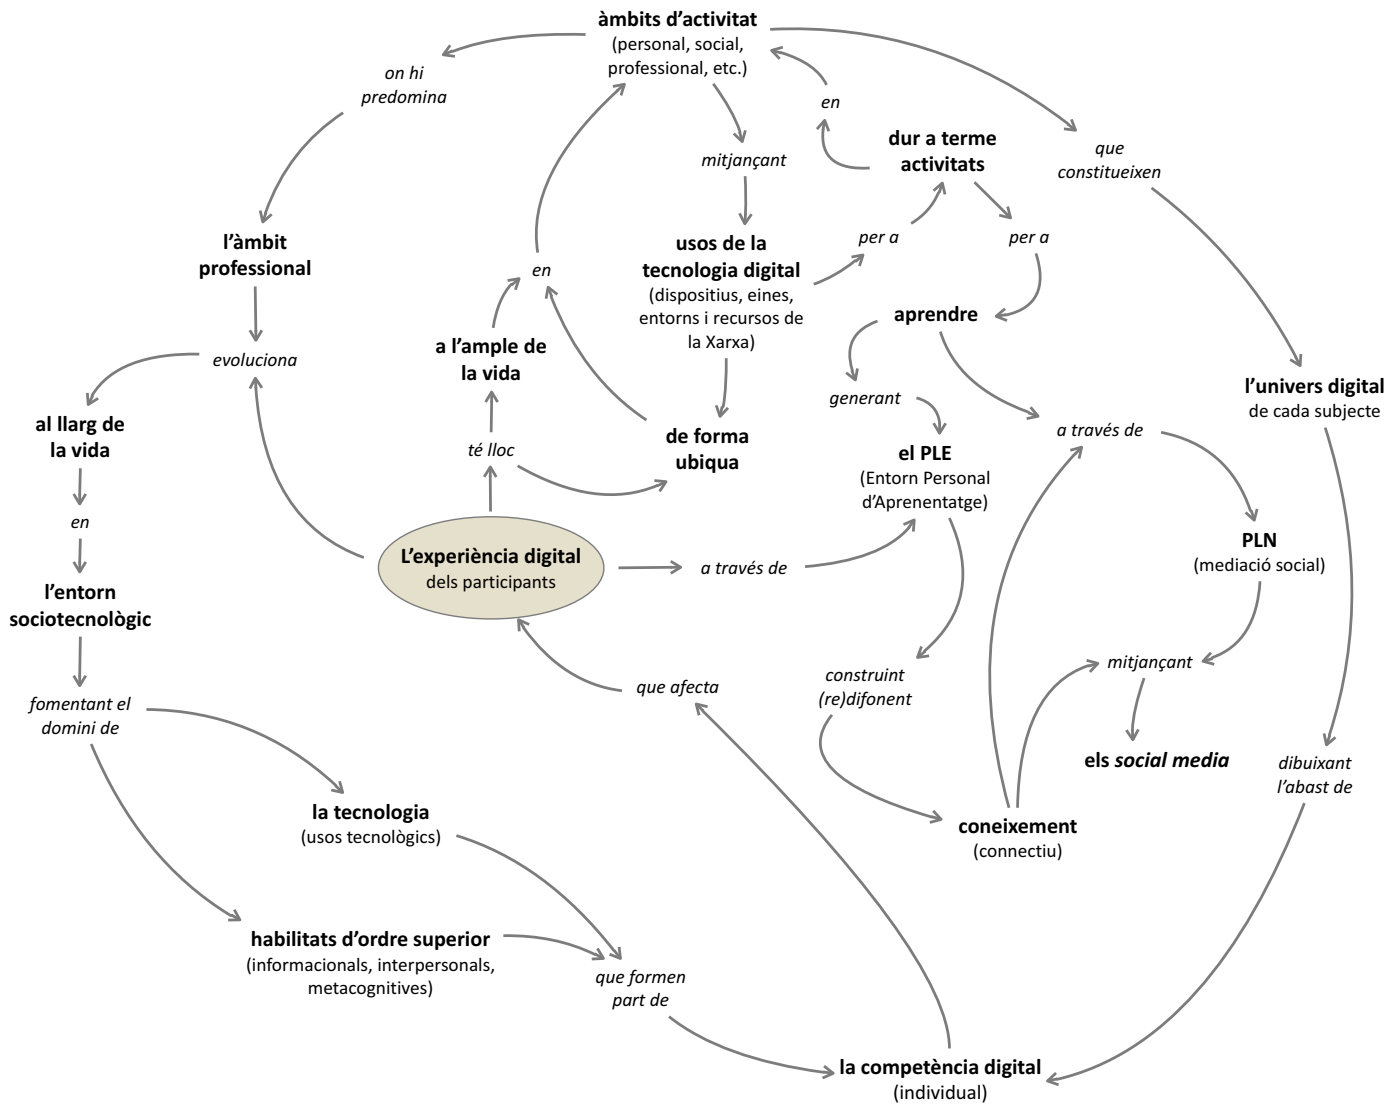 àmbits d’activitat
(personal, social,
professional, etc.)
on hi
predomina
en
dur a terme
activitats
que
constitueixen
mitjançant
l’àmbit
professional
usos de la
tecnologia digital
(dispositius, eines,
entorns i recursos de
la Xarxa)
per a
per a
en
aprendre
a l’ample de
la vida
evoluciona
l’univers digital
de cada subjecte
generant
al llarg de
la vida
té lloc
de forma
ubiqua
a través de
el PLE
(Entorn Personal
d’Aprenentatge)
en
PLN
(mediació social)
L’experiència digital
dels participants
a través de
l’entorn
sociotecnològic
mitjançant
construint
(re)difonent
que afecta
fomentant el
domini de
els social media
dibuixant
l’abast de
la tecnologia
(usos tecnològics)
coneixement
(connectiu)
habilitats d’ordre superior
(informacionals, interpersonals,
metacognitives)
que formen
part de
la competència digital
(individual)